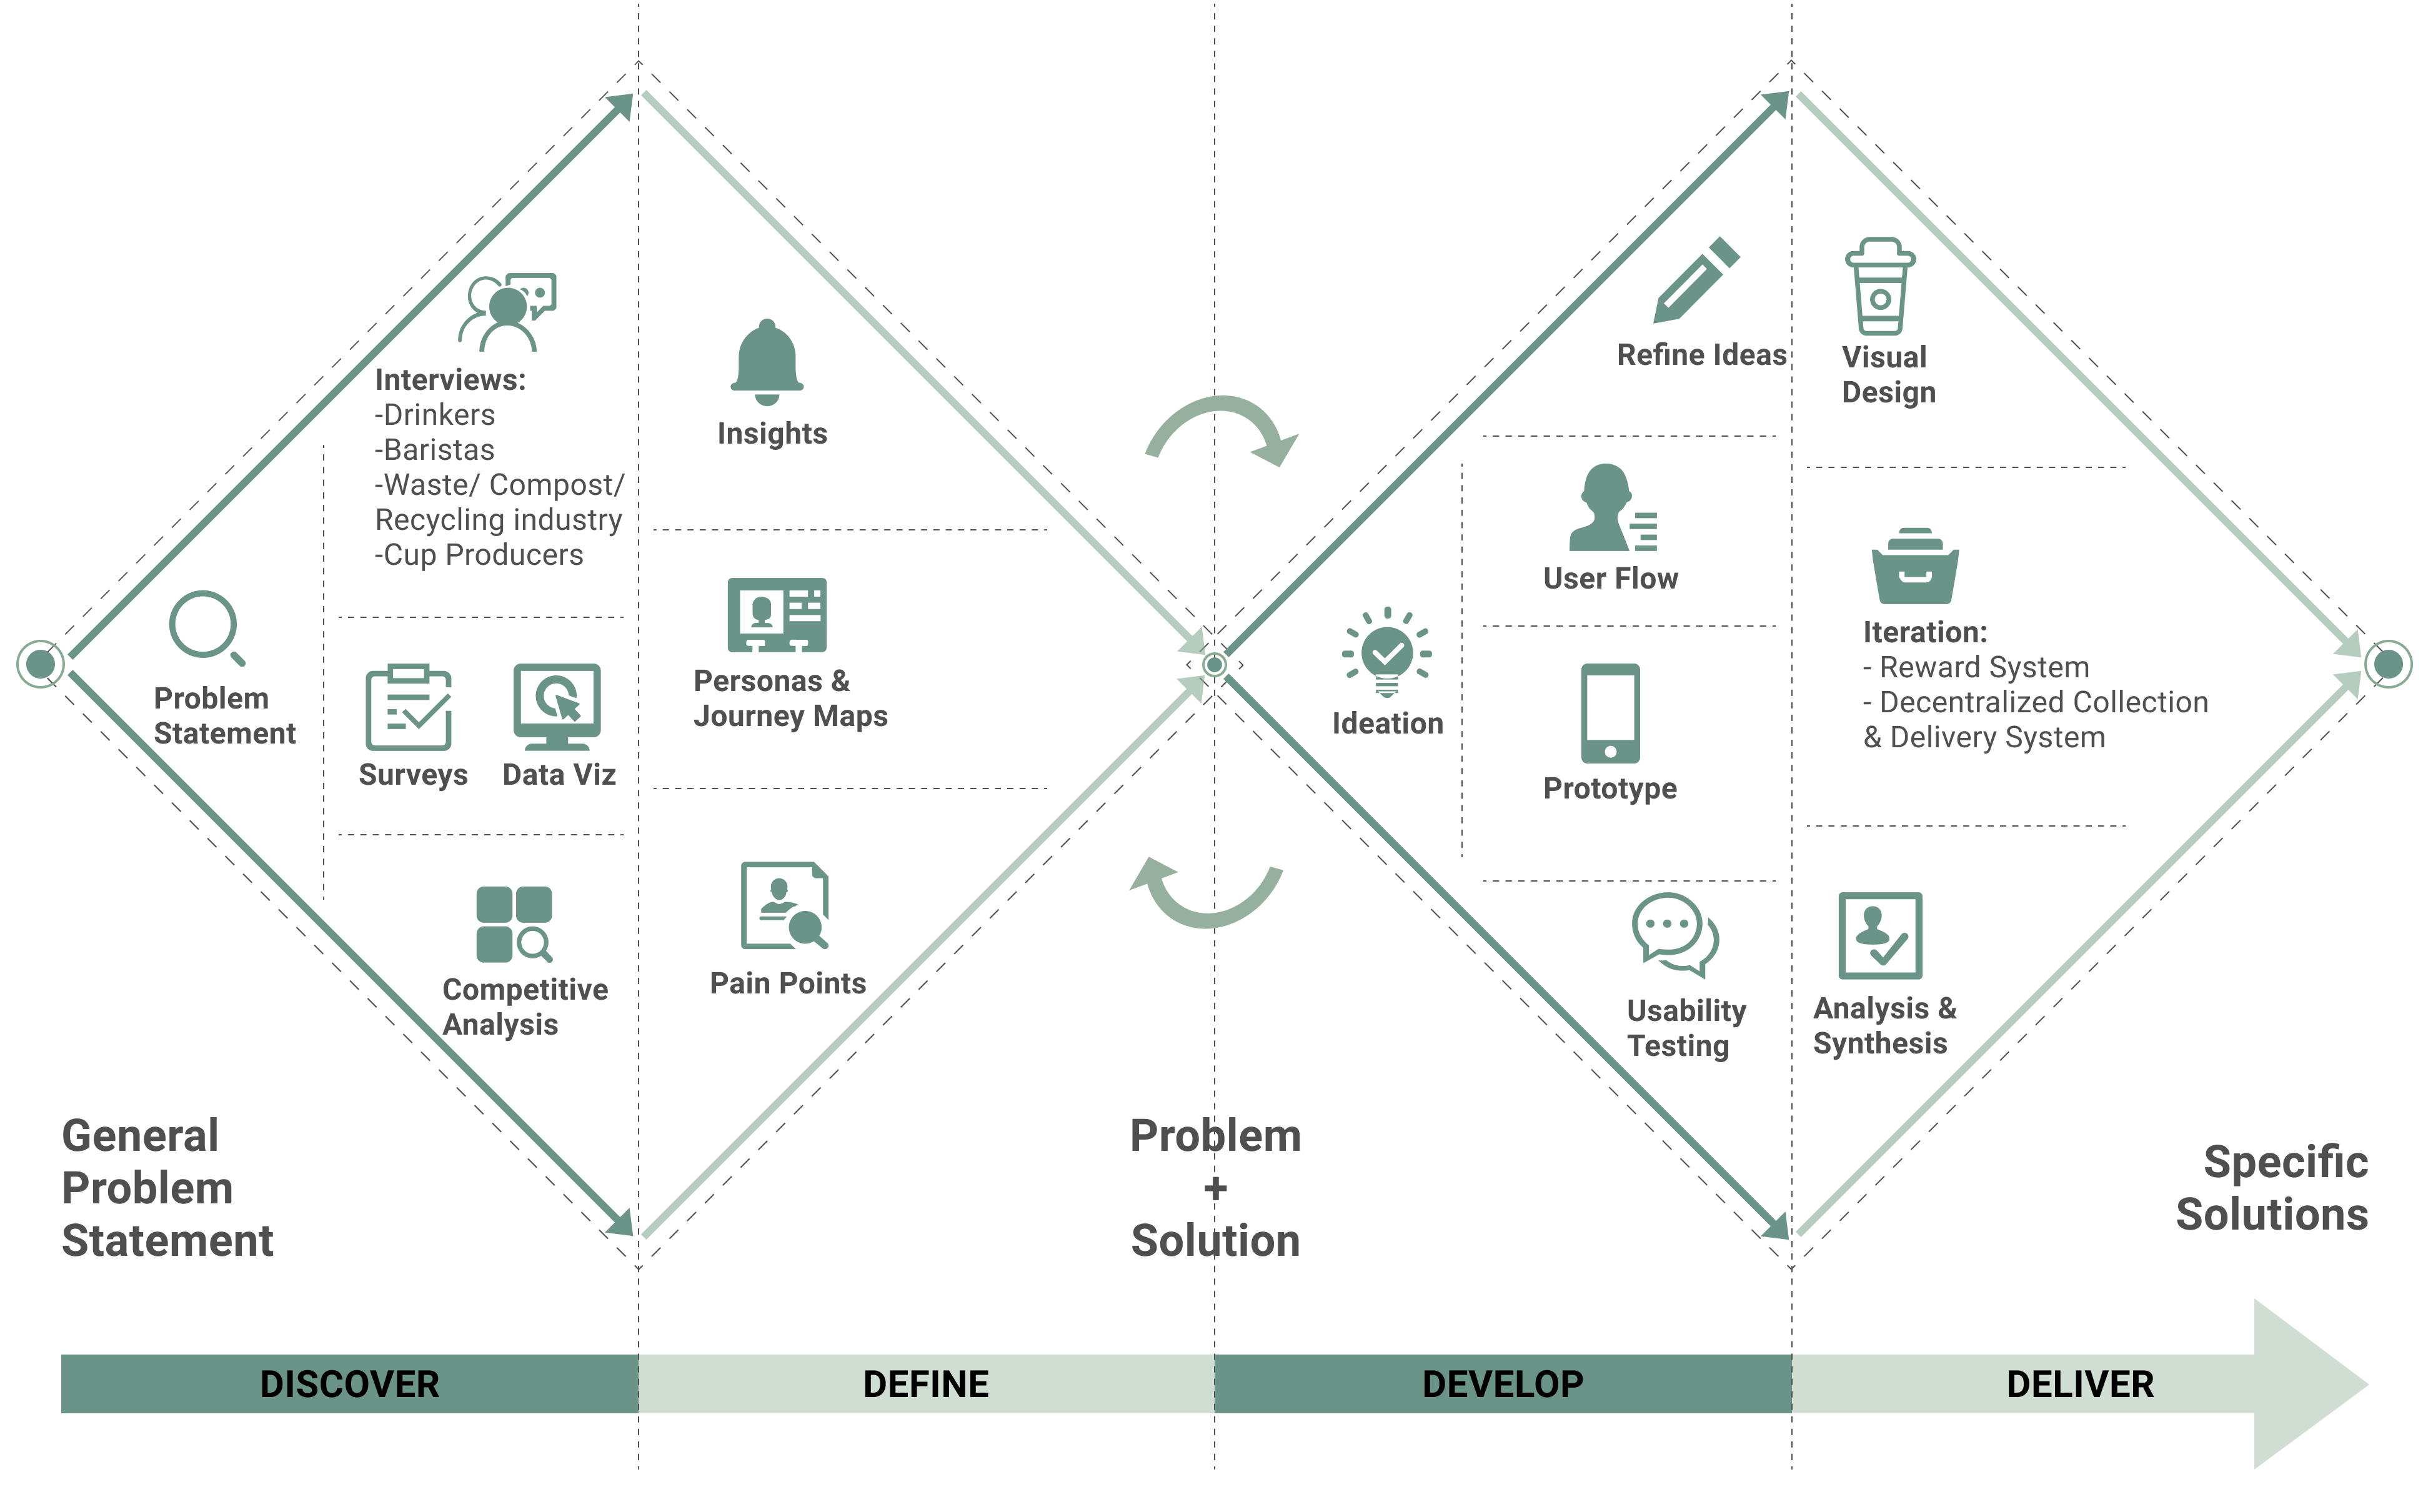 Interviews:
-Drinkers
-Baristas
-Waste/ Compost/
Recycling industry
-Cup Producers
Problem
Statement
Surveys
Data Viz
Competitive
Analysis
Insights
Personas &
Journey Maps
Pain Points
Ideation
Refine Ideas
User Flow
Prototype
Usability
Testing
Visual
Design
Iteration:
- Reward System
- Decentralized Collection
& Delivery System
Analysis &
Synthesis
General
Problem
Statement
Problem
+
Solution
Specific
Solutions
DISCOVER
DEFINE
DEVELOP
DELIVER